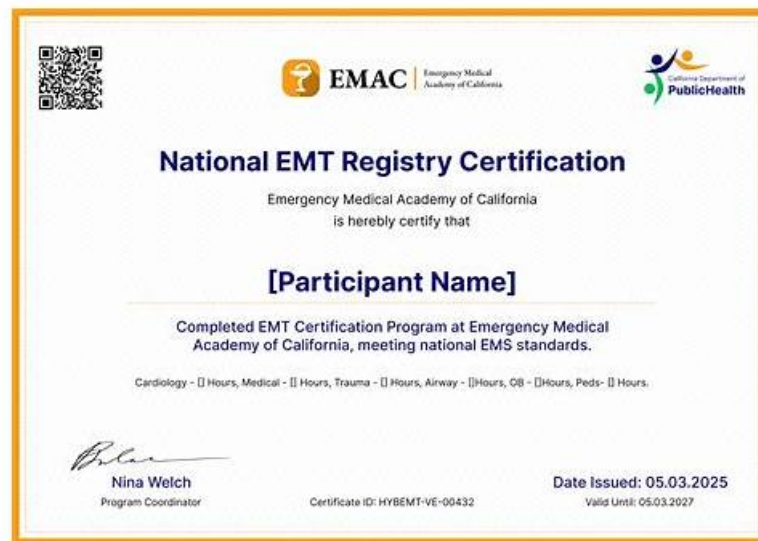 EMAC
Emergency Medical
Academy of California
California Department of
PublicHealth
National EMT Registry Certification
Emergency Medical Academy of California
is hereby certify that
[Participant Name]
Completed EMT Certification Program at Emergency Medical
Academy of California, meeting national EMS standards.
Cardiology - [] Hours, Medical - [] Hours, Trauma - [] Hours, Airway - []Hours, OB - []Hours, Peds- [] Hours.
Nina Welch
Program Coordinator
Certificate ID: HYBEMT-VE-00432
Date Issued: 05.03.2025
Valid Until: 05.03.2027